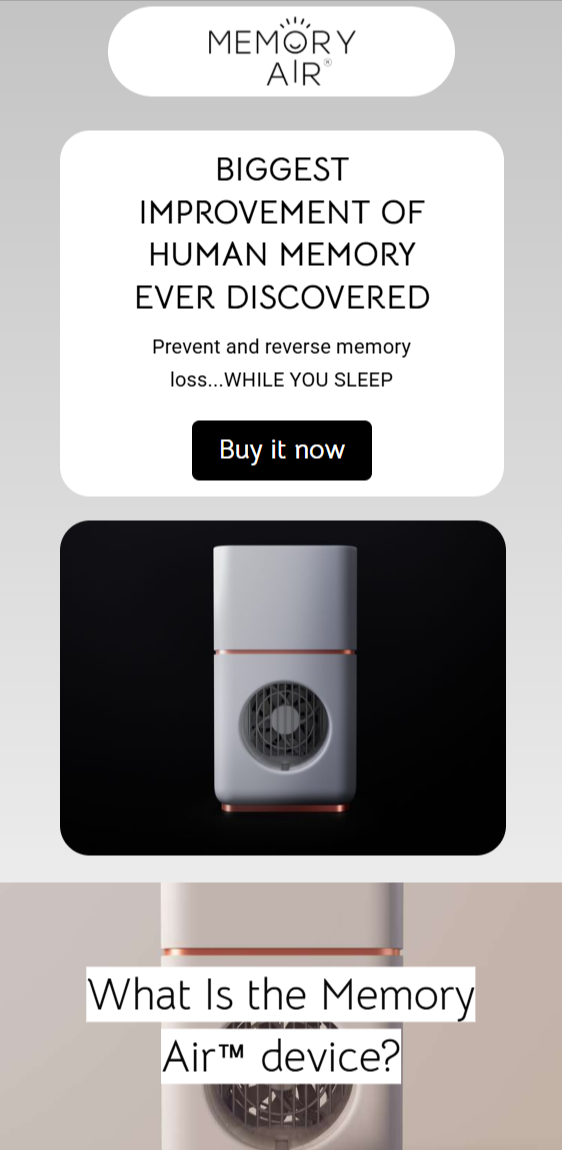 MEMORY
AIR®
BIGGEST
IMPROVEMENT OF
HUMAN MEMORY
EVER DISCOVERED
Prevent and reverse memory
loss...WHILE YOU SLEEP
Buy it now
What Is the Memory
Air™ device?